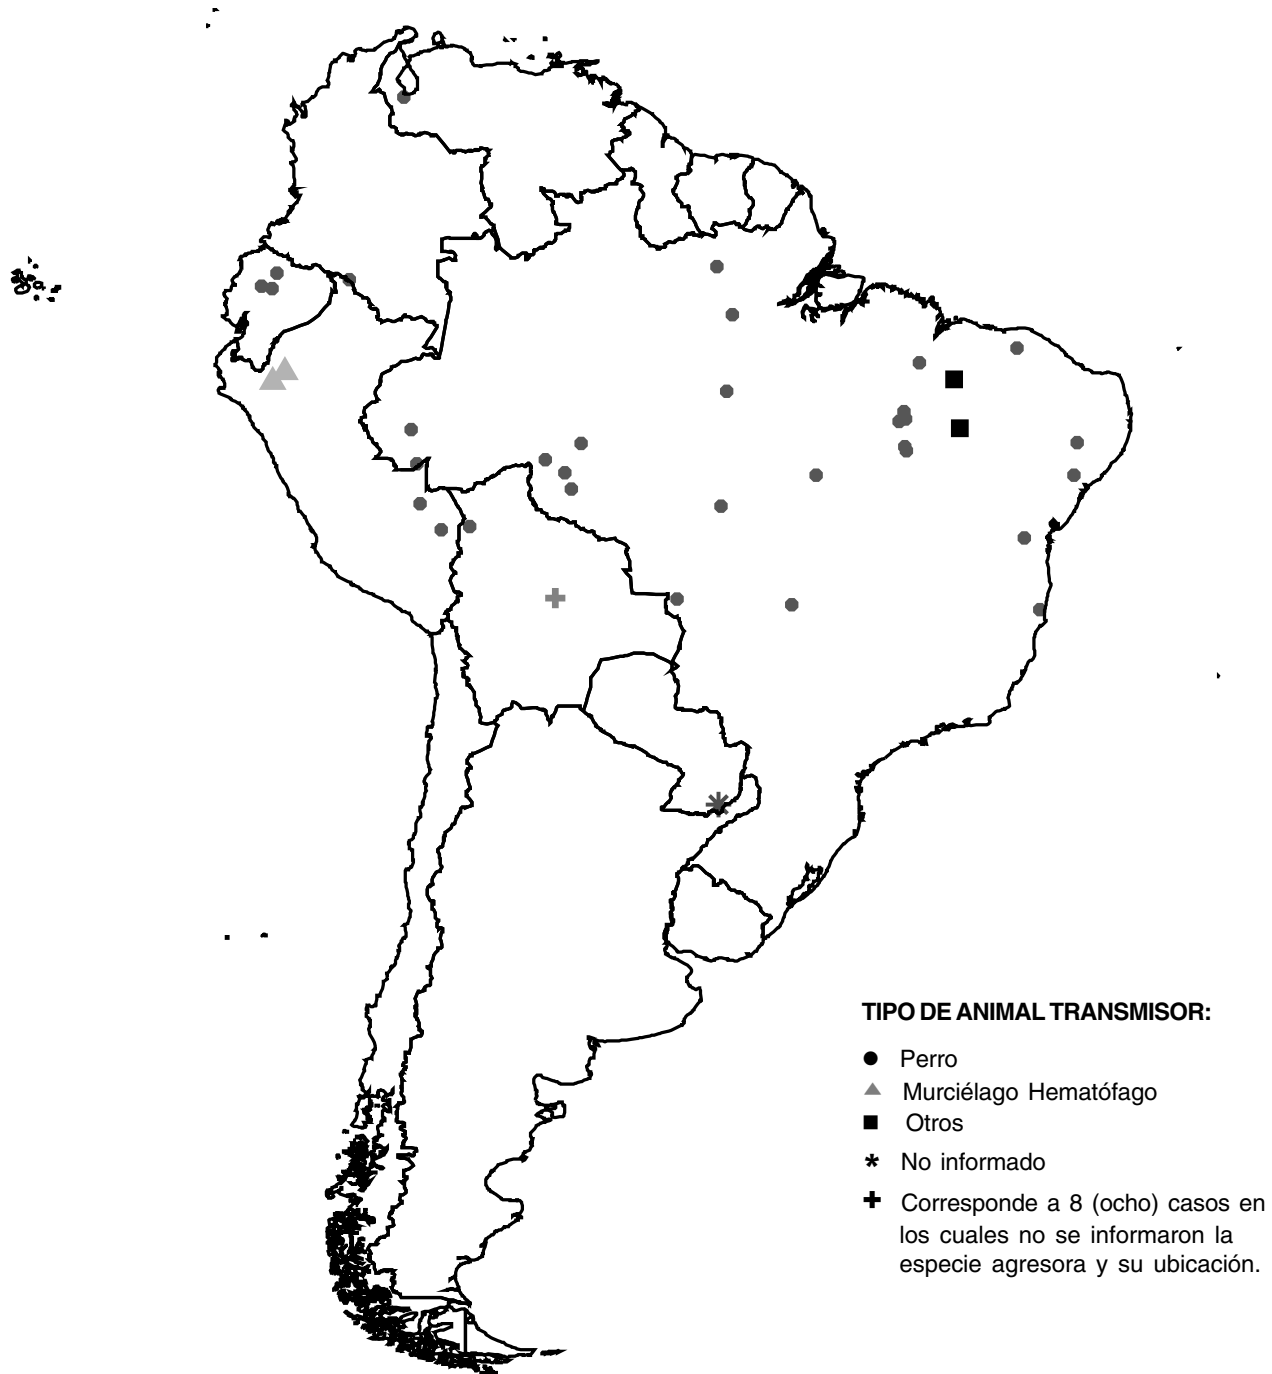 TIPO DE ANIMAL TRANSMISOR:
Perro
Murciélago Hematófago
Otros
No informado
Corresponde a 8 (ocho) casos en
los cuales no se informaron la
especie agresora y su ubicación.